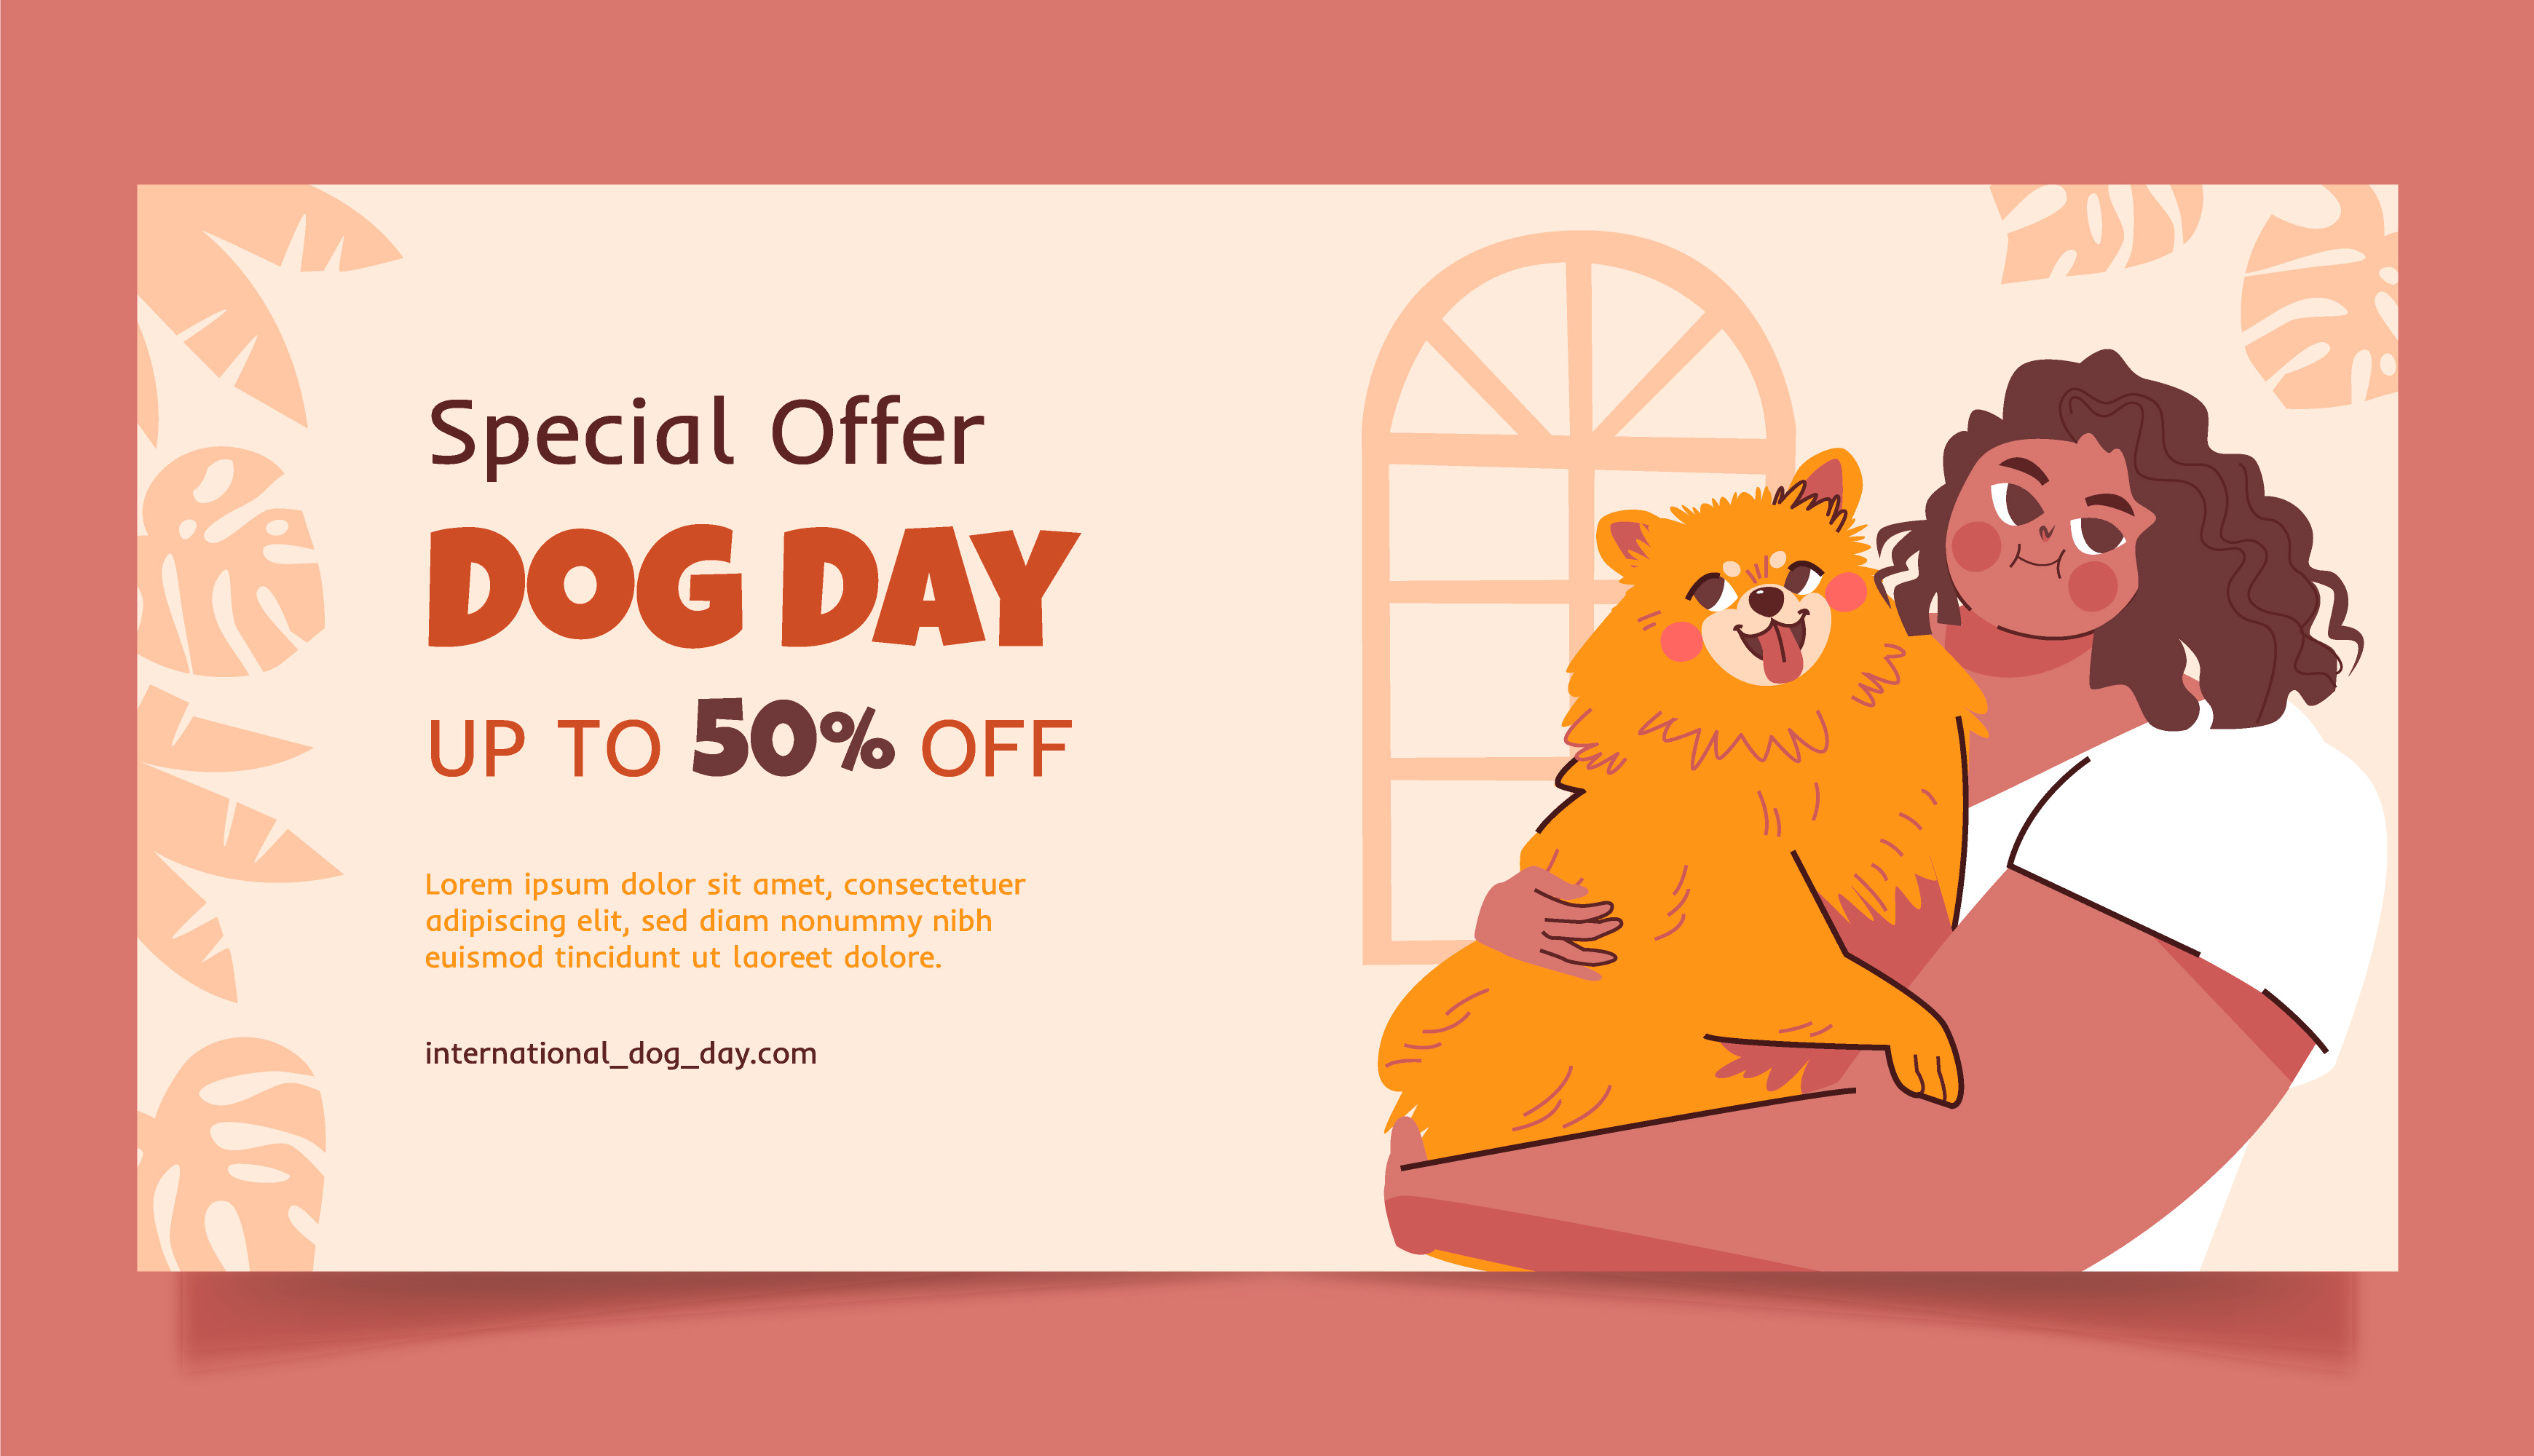 Special Offer
DOG DAY
UP TO 50% OFF
Lorem ipsum dolor sit amet, consectetuer
adipiscing elit, sed diam nonummy nibh
euismod tincidunt ut laoreet dolore.
international_dog_day.com